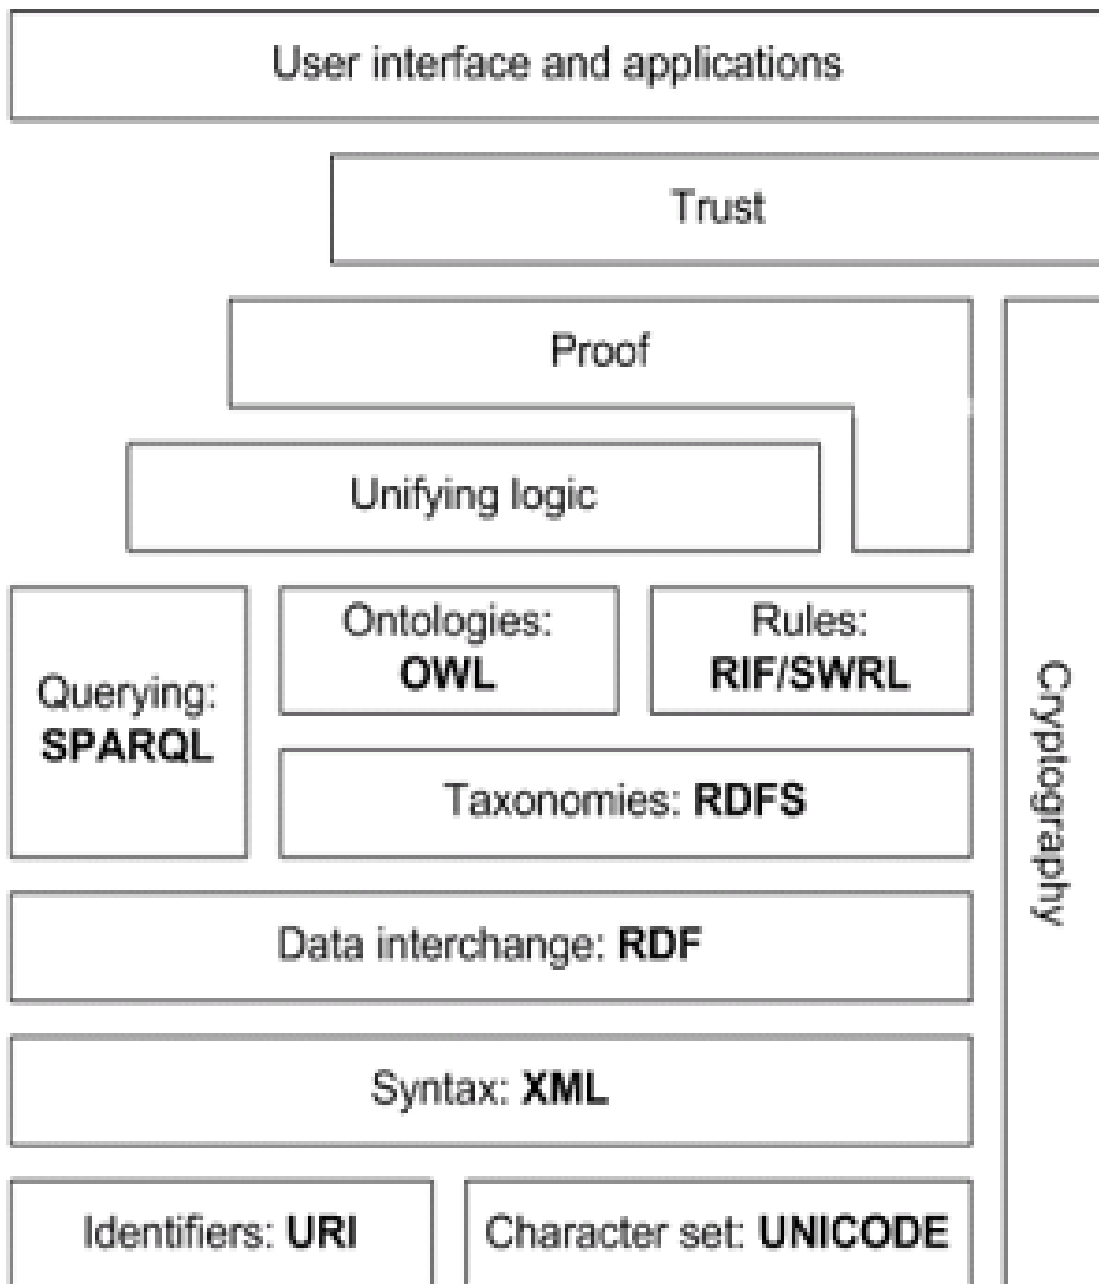 User interface and applications
Trust
Proof
Unifying logic
Ontologies:
OWL
Rules:
RIF/SWRL
Querying:
SPARQL
Taxonomies: RDFS
Cryptography
Data interchange: RDF
Syntax: XML
Identifiers: URI
Character set: UNICODE